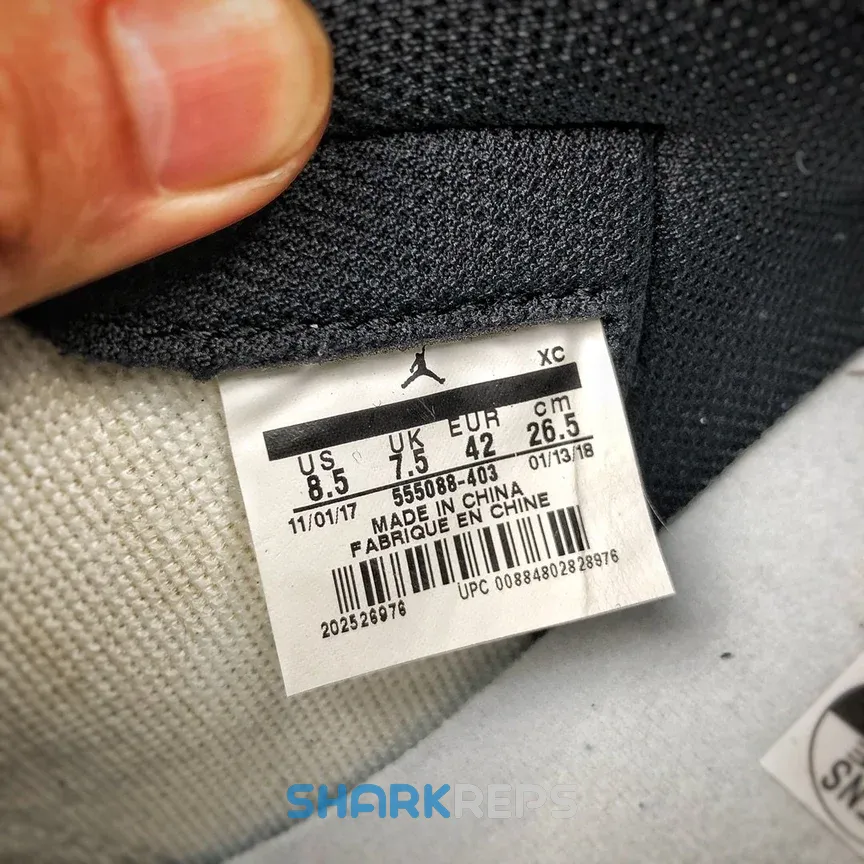 XC
US UK EUR cm
8.5 7.5 42 26.5
555088-403
11/01/17 01/13/18
MADE IN CHINA
FABRIQUE EN CHINE
202526976 UPC 00884802828976
SHARKREPS